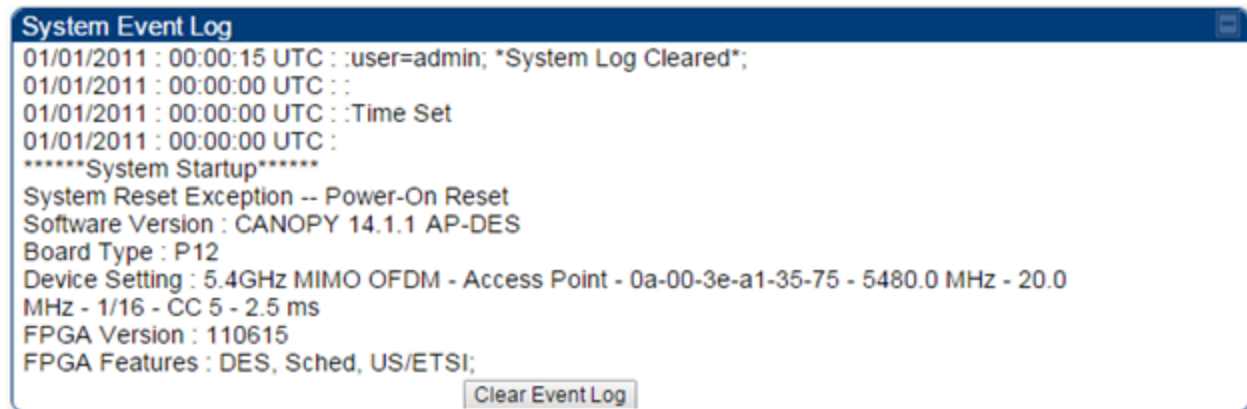 System Event Log
01/01/2011 : 00:00:15 UTC : :user=admin; *System Log Cleared*;
01/01/2011 : 00:00:00 UTC : :
01/01/2011 : 00:00:00 UTC : :Time Set
01/01/2011 : 00:00:00 UTC :
******System Startup******
System Reset Exception -- Power-On Reset
Software Version : CANOPY 14.1.1 AP-DES
Board Type : P12
Device Setting : 5.4GHz MIMO OFDM - Access Point - 0a-00-3e-a1-35-75 - 5480.0 MHz - 20.0
MHz - 1/16 - CC 5 - 2.5 ms
FPGA Version : 110615
FPGA Features : DES, Sched, US/ETSI;
Clear Event Log